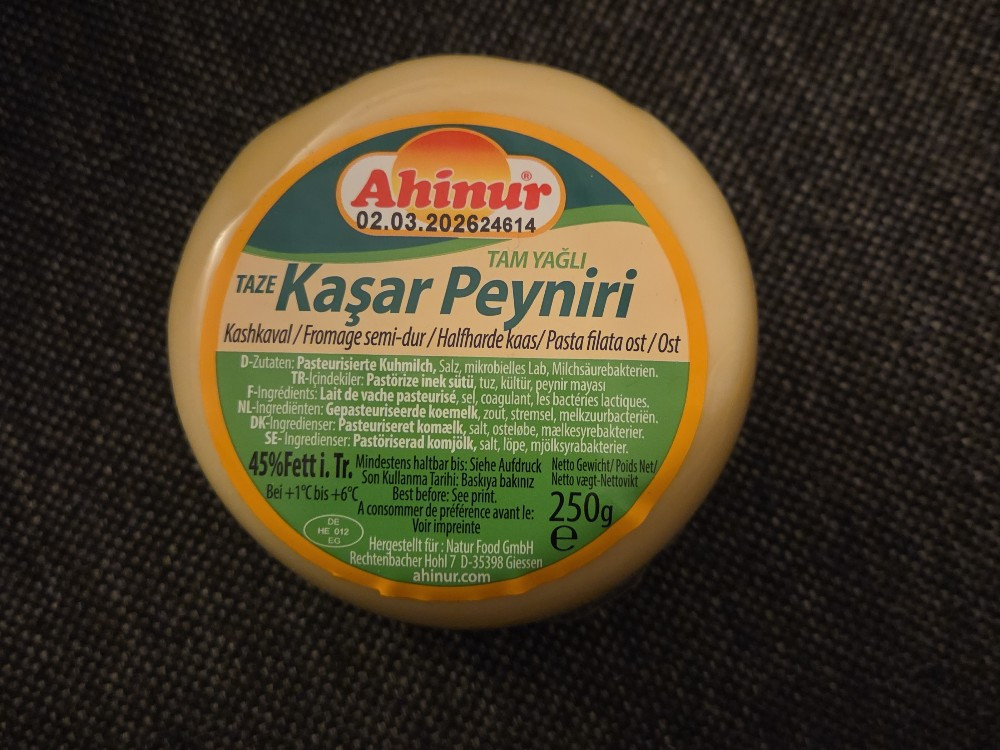 Ahinur®
02.03.202624614
TAM YAĞLI
TAZE Kaşar Peyniri
Kashkaval / Fromage semi-dur / Halfharde kaas / Pasta filata ost / Ost
D-Zutaten: Pasteurisierte Kuhmilch, Salz, mikrobielles Lab, Milchsäurebakterien.
TR-İçindekiler: Pastörize inek sütü, tuz, kültür, peynir mayası
F-Ingrédients: Lait de vache pasteurisé, sel, coagulant, les bactéries lactiques.
NL-Ingrediënten: Gepasteuriseerde koemelk, zout, stremsel, melkzuurbacteriën.
DK-Ingredienser: Pasteuriseret komælk, salt, osteløbe, mælkesyrebakterier.
SE-Ingredienser: Pastöriserad komjölk, salt, löpe, mjölksyrabakterier.
45%Fett i. Tr.
Bei +1°C bis +6°C
Mindestens haltbar bis: Siehe Aufdruck
Son Kullanma Tarihi: Baskıya bakınız
Best before: See print.
A consommer de préférence avant le:
Voir impreinte
Netto Gewicht/ Poids Net/
Netto vægt-Nettovikt
250g
e
DE
HE 012
EG
Hergestellt für : Natur Food GmbH
Rechtenbacher Hohl 7 D-35398 Giessen
ahinur.com